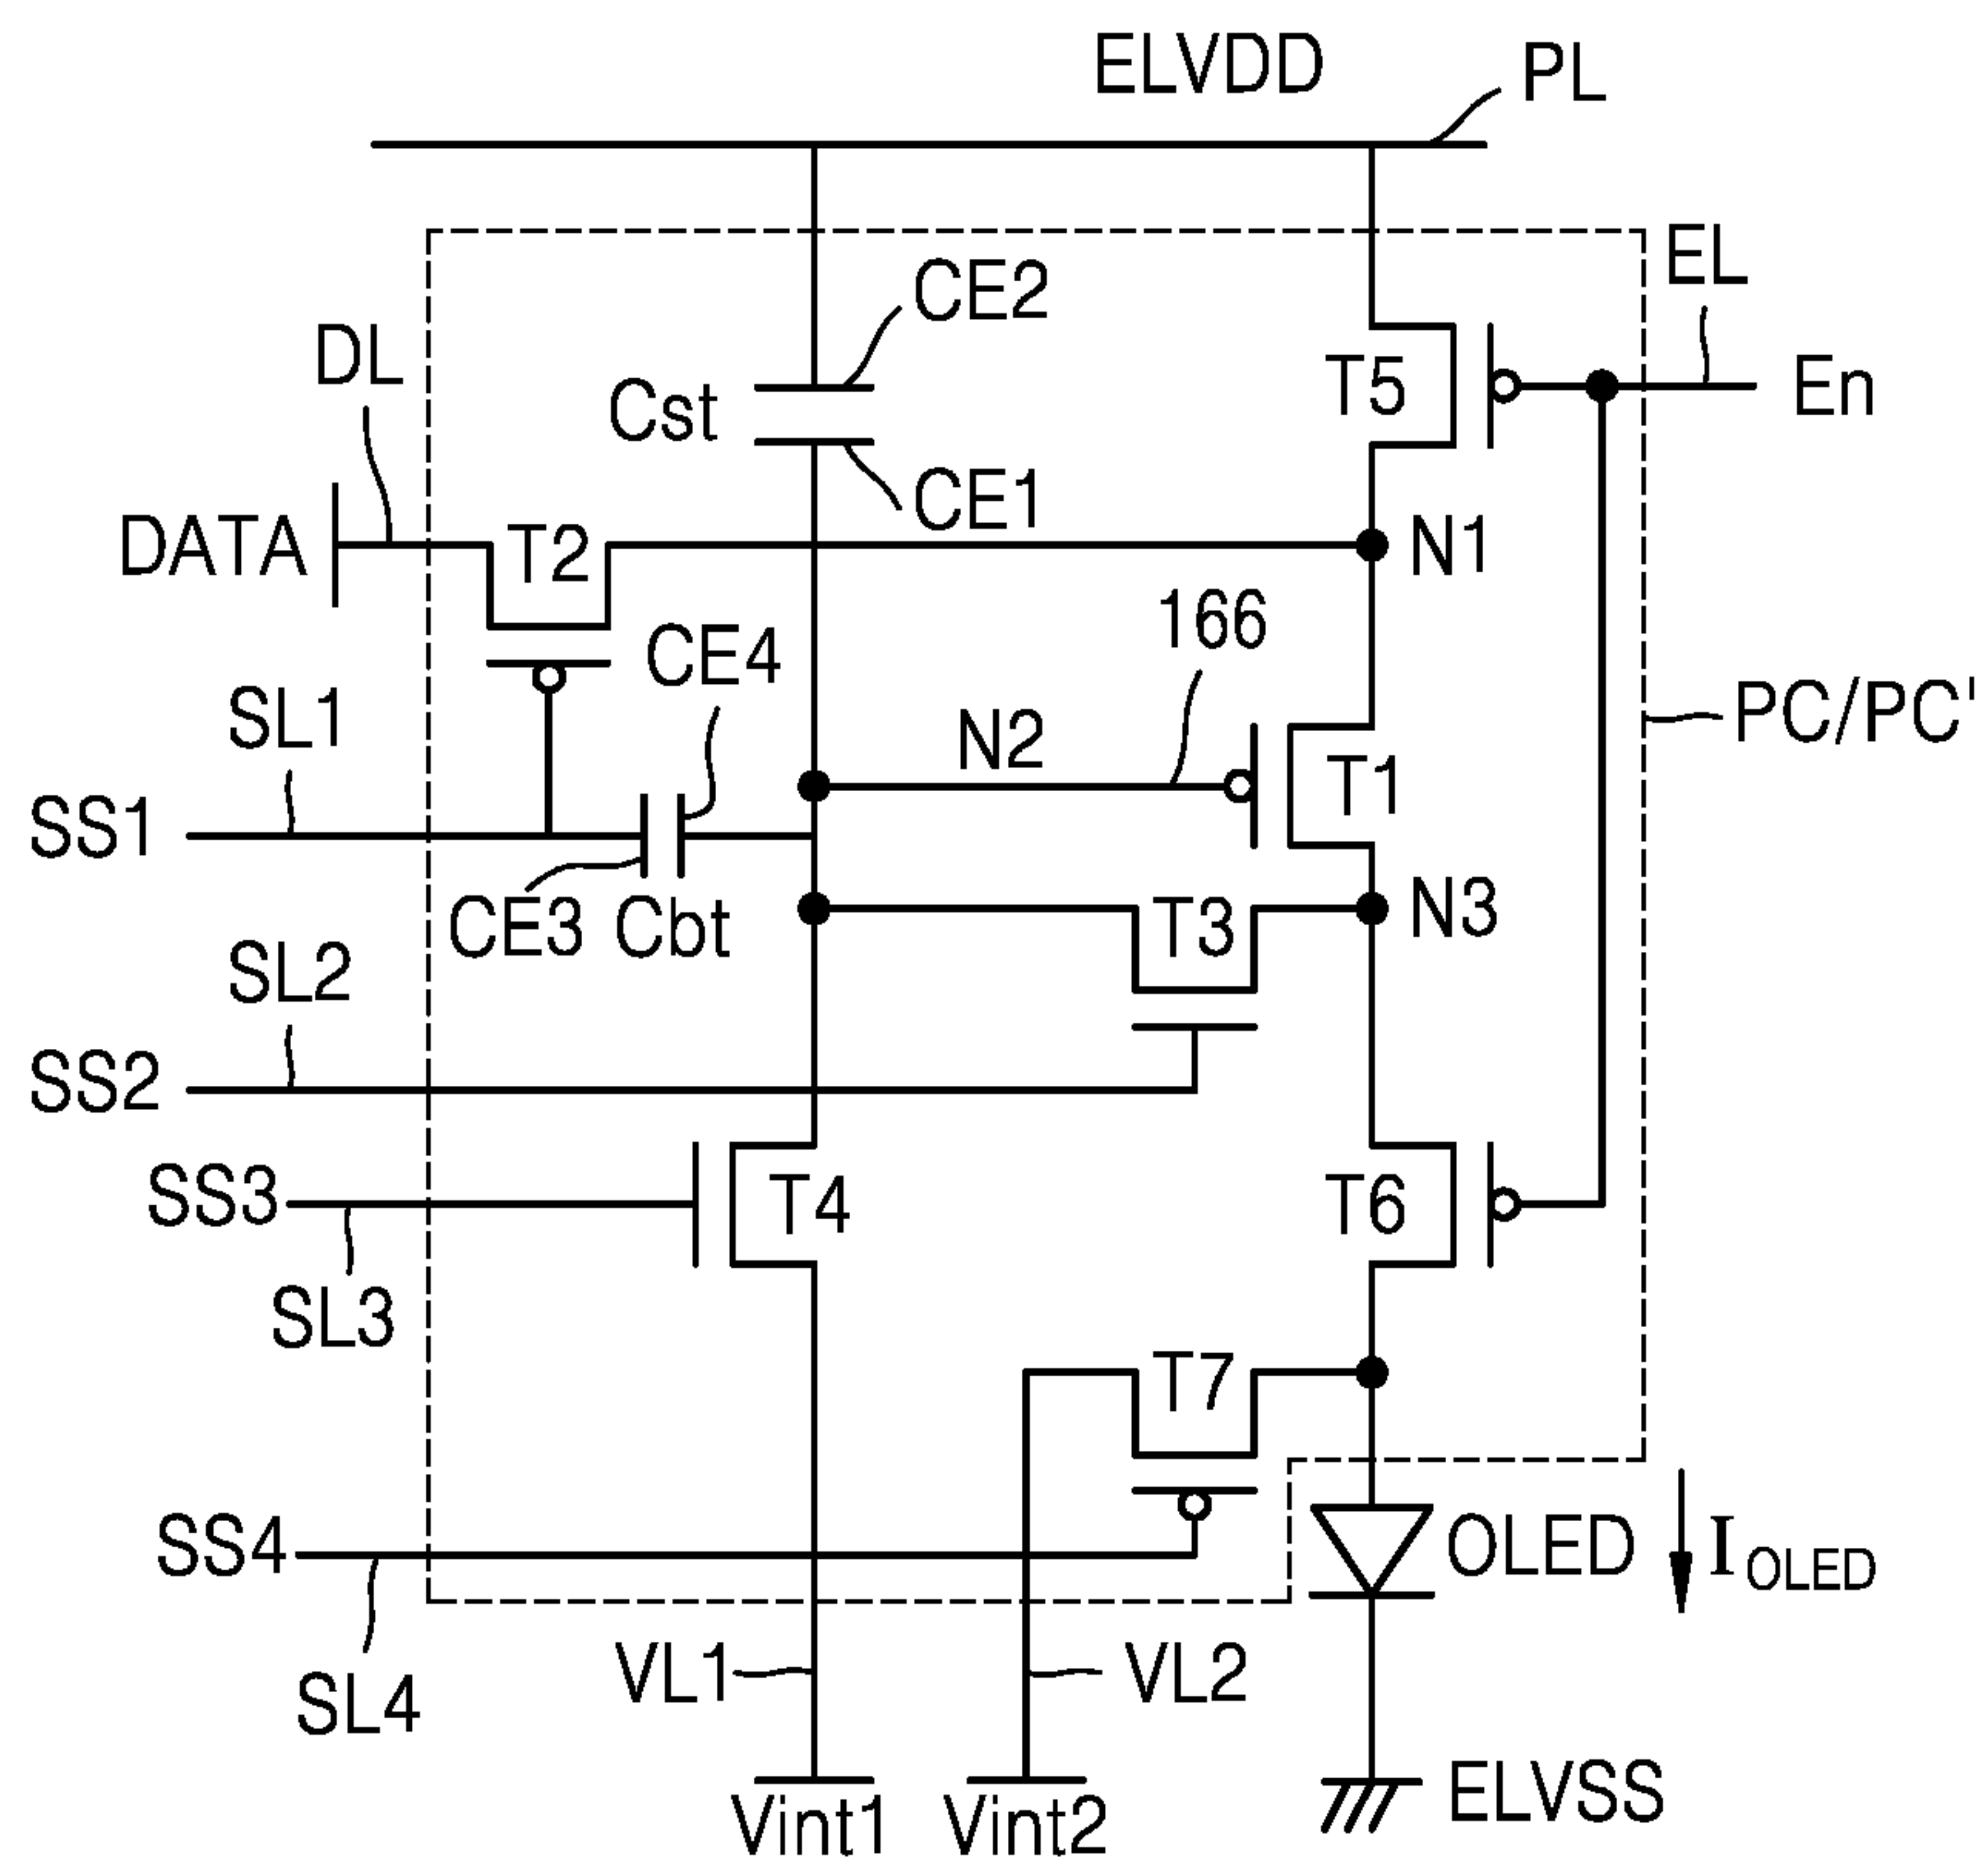 ELVDD
PL
EL
CE2
DL
T5
En
Cst
CE1
DATA
T2
N1
166
CE4
SL1
N2
PC/PC'
T1
SS1
CE3
Cbt
T3
N3
SL2
SS2
SS3
T4
T6
SL3
T7
SS4
OLED
I OLED
VL1
VL2
SL4
ELVSS
Vint1
Vint2